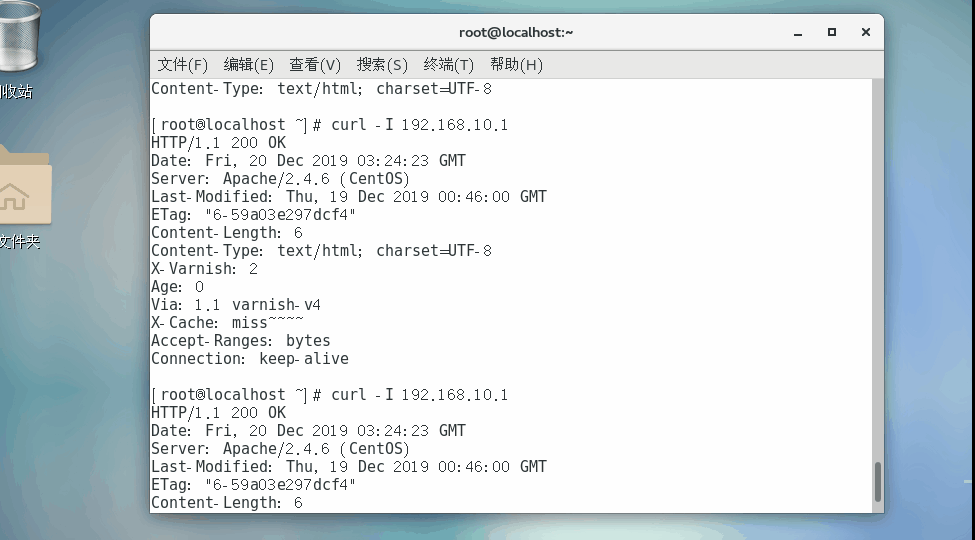 root@localhost:~
文件(F) 编辑(E) 查看(V) 搜索(S) 终端(T) 帮助(H)
Content-Type: text/html; charset=UTF-8
[root@localhost ~]# curl -I 192.168.10.1
HTTP/1.1 200 OK
Date: Fri, 20 Dec 2019 03:24:23 GMT
Server: Apache/2.4.6 (CentOS)
Last-Modified: Thu, 19 Dec 2019 00:46:00 GMT
ETag: "6-59a03e297dcf4"
Content-Length: 6
Content-Type: text/html; charset=UTF-8
X-Varnish: 2
Age: 0
Via: 1.1 varnish-v4
X-Cache: miss~~~~
Accept-Ranges: bytes
Connection: keep-alive
[root@localhost ~]# curl -I 192.168.10.1
HTTP/1.1 200 OK
Date: Fri, 20 Dec 2019 03:24:23 GMT
Server: Apache/2.4.6 (CentOS)
Last-Modified: Thu, 19 Dec 2019 00:46:00 GMT
ETag: "6-59a03e297dcf4"
Content-Length: 6
收站
文件夹